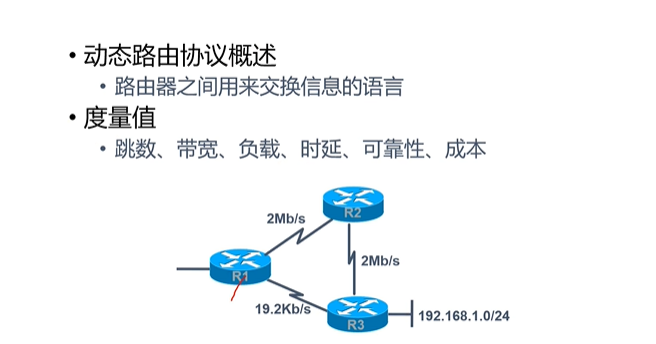 • 动态路由协议概述
• 路由器之间用来交换信息的语言
• 度量值
• 跳数、带宽、负载、时延、可靠性、成本
R2
2Mb/s
2Mb/s
R1
19.2Kb/s
R3
192.168.1.0/24